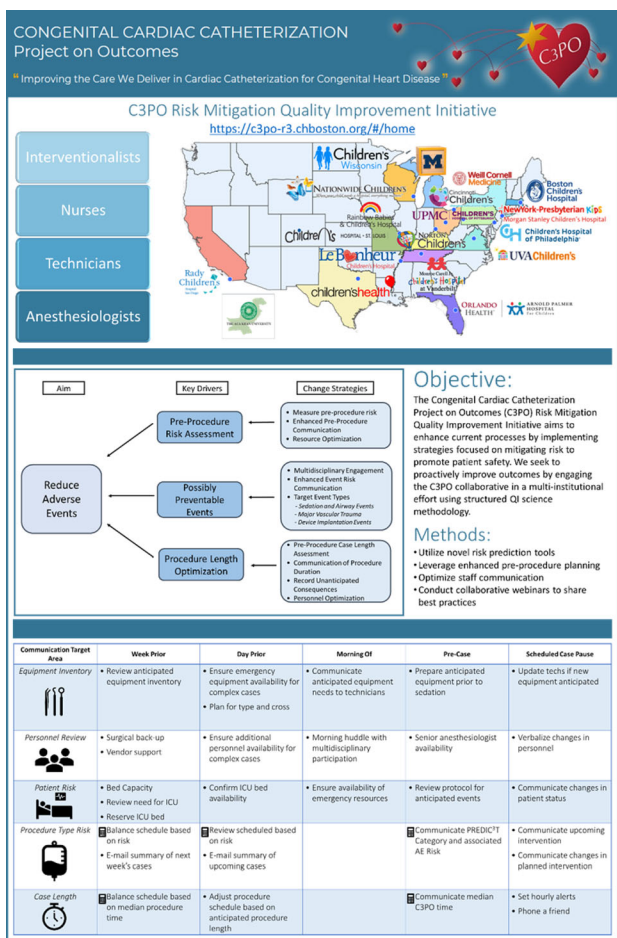 CONGENITAL CARDIAC CATHETERIZATION
Project on Outcomes
"Improving the Care We Deliver in Cardiac Catheterization for Congenital Heart Disease"
C3PO
C3PO Risk Mitigation Quality Improvement Initiative
https://c3po-r3.chboston.org/#/home
Interventionalists
Nurses
Technicians
Anesthesiologists
Children's
Wisconsin
M
Weill Cornell
Medicine
Boston
Children's
Hospital
NATIONWIDE CHILDREN'S
Cincinnati
Children's
Rainbow Babies
& Children's Hospital
UPMC
CHILDREN'S
NewYork-Presbyterian Kids
Morgan Stanley Children's Hospital
Children's
HOSPITAL • ST. LOUIS
NORTON
Children's
Children's Hospital
of Philadelphia
Le Bonheur
Children's Hospital
UVA Children's
Rady
Children's
children'shealth
Monroe Carell Jr.
Children's Hospital
at Vanderbilt
ORLANDO
HEALTH
ARNOLD PALMER
HOSPITAL
For Children
Aim
Key Drivers
Change Strategies
Reduce
Adverse
Events
Pre-Procedure
Risk Assessment
• Measure pre-procedure risk
• Enhanced Pre-Procedure
Communication
• Resource Optimization
Possibly
Preventable
Events
• Multidisciplinary Engagement
• Enhanced Event Risk
Communication
• Target Event Types
- Sedation and Airway Events
- Major Vascular Trauma
- Device Implantation Events
Procedure Length
Optimization
• Pre-Procedure Case Length
Assessment
• Communication of Procedure
Duration
• Record Unanticipated
Consequences
• Personnel Optimization
Objective:
The Congenital Cardiac Catheterization
Project on Outcomes (C3PO) Risk Mitigation
Quality Improvement Initiative aims to
enhance current processes by implementing
strategies focused on mitigating risk to
promote patient safety. We seek to
proactively improve outcomes by engaging
the C3PO collaborative in a multi-institutional
effort using structured QI science
methodology.
Methods:
• Utilize novel risk prediction tools
• Leverage enhanced pre-procedure planning
• Optimize staff communication
• Conduct collaborative webinars to share
best practices
Communication Target
Area
Week Prior
Day Prior
Morning Of
Pre-Case
Scheduled Case Pause
Equipment Inventory
• Review anticipated
equipment inventory
• Ensure emergency
equipment availability for
complex cases
• Plan for type and cross
• Communicate
anticipated equipment
needs to technicians
• Prepare anticipated
equipment prior to
sedation
• Update techs if new
equipment anticipated
Personnel Review
• Surgical back-up
• Vendor support
• Ensure additional
personnel availability for
complex cases
• Morning huddle with
multidisciplinary
participation
• Senior anesthesiologist
availability
• Verbalize changes in
personnel
Patient Risk
• Bed Capacity
• Review need for ICU
• Reserve ICU bed
• Confirm ICU bed
availability
• Ensure availability of
emergency resources
• Review protocol for
anticipated events
• Communicate changes in
patient status
Procedure Type Risk
Balance schedule based
on risk
• E-mail summary of next
week's cases
Review scheduled based
on risk
• E-mail summary of
upcoming cases
Communicate PREDIC³T
Category and associated
AE Risk
• Communicate upcoming
intervention
• Communicate changes in
planned intervention
Case Length
Balance schedule based
on median procedure
time
• Adjust procedure
schedule based on
anticipated procedure
length
Communicate median
C3PO time
• Set hourly alerts
• Phone a friend